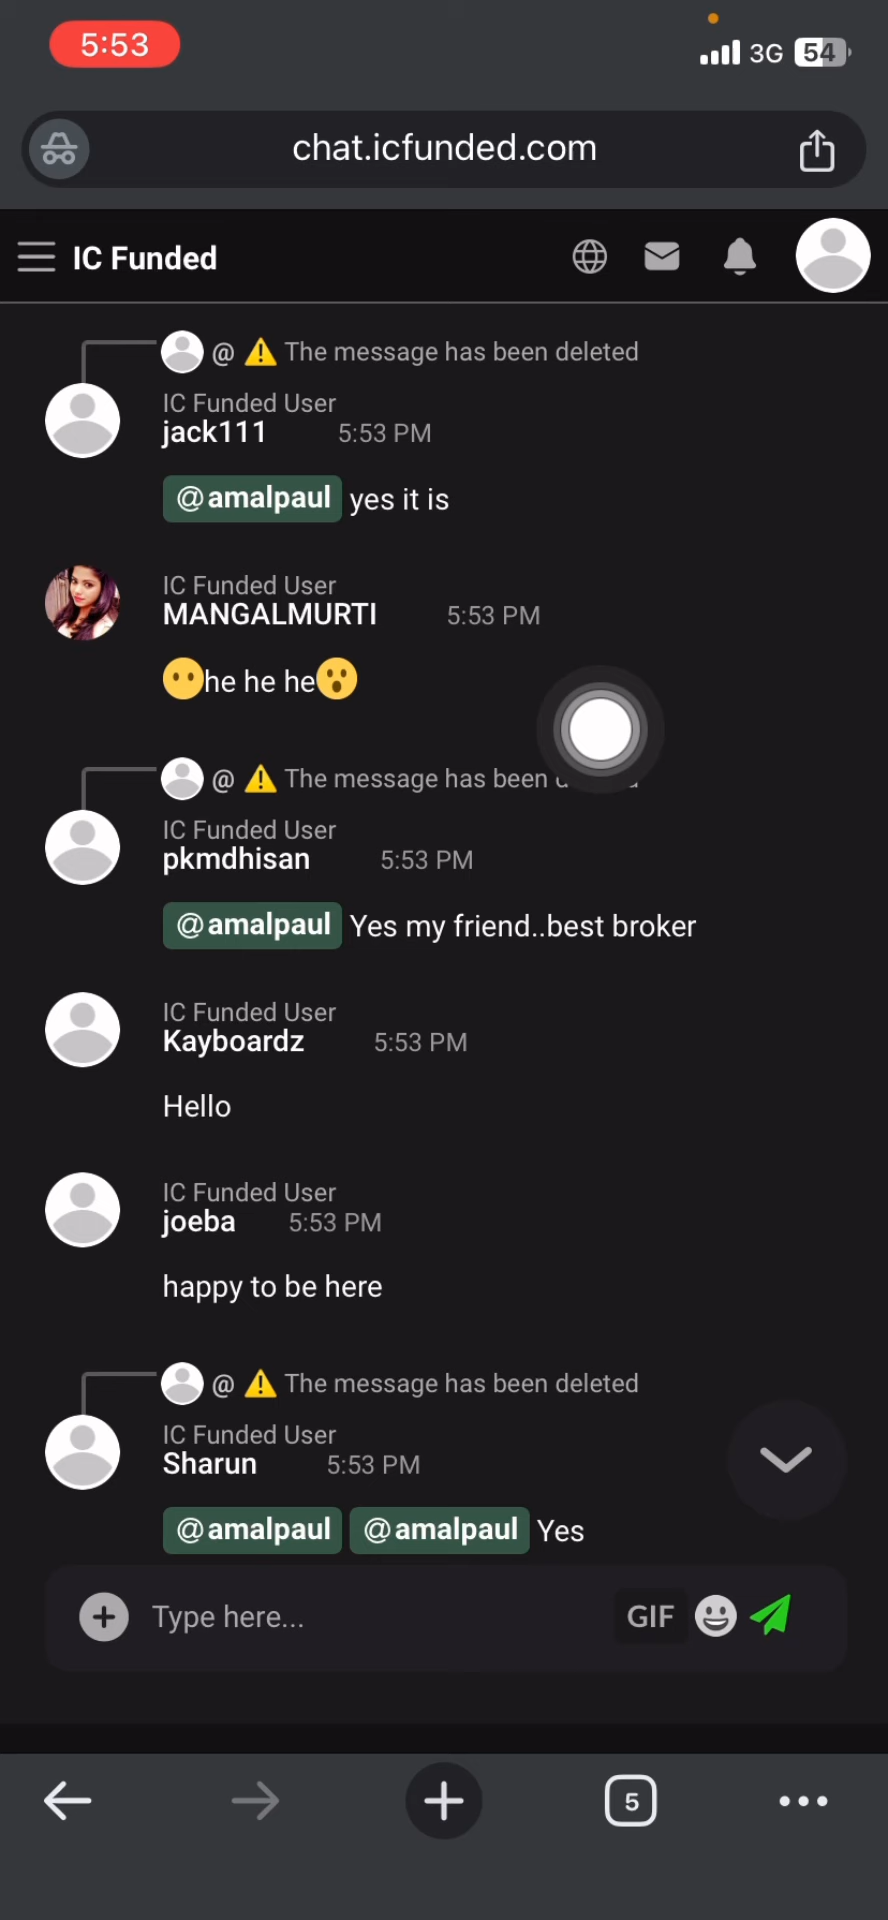 5:53
3G 54
chat.icfunded.com
IC Funded
@ ⚠️ The message has been deleted
IC Funded User
jack111 5:53 PM
@amalpaul yes it is
IC Funded User
MANGALMURTI 5:53 PM
😶he he he😮
@ ⚠️ The message has been
IC Funded User
pkmdhisan 5:53 PM
@amalpaul Yes my friend..best broker
IC Funded User
Kayboardz 5:53 PM
Hello
IC Funded User
joeba 5:53 PM
happy to be here
@ ⚠️ The message has been deleted
IC Funded User
Sharun 5:53 PM
@amalpaul @amalpaul Yes
Type here... GIF
5